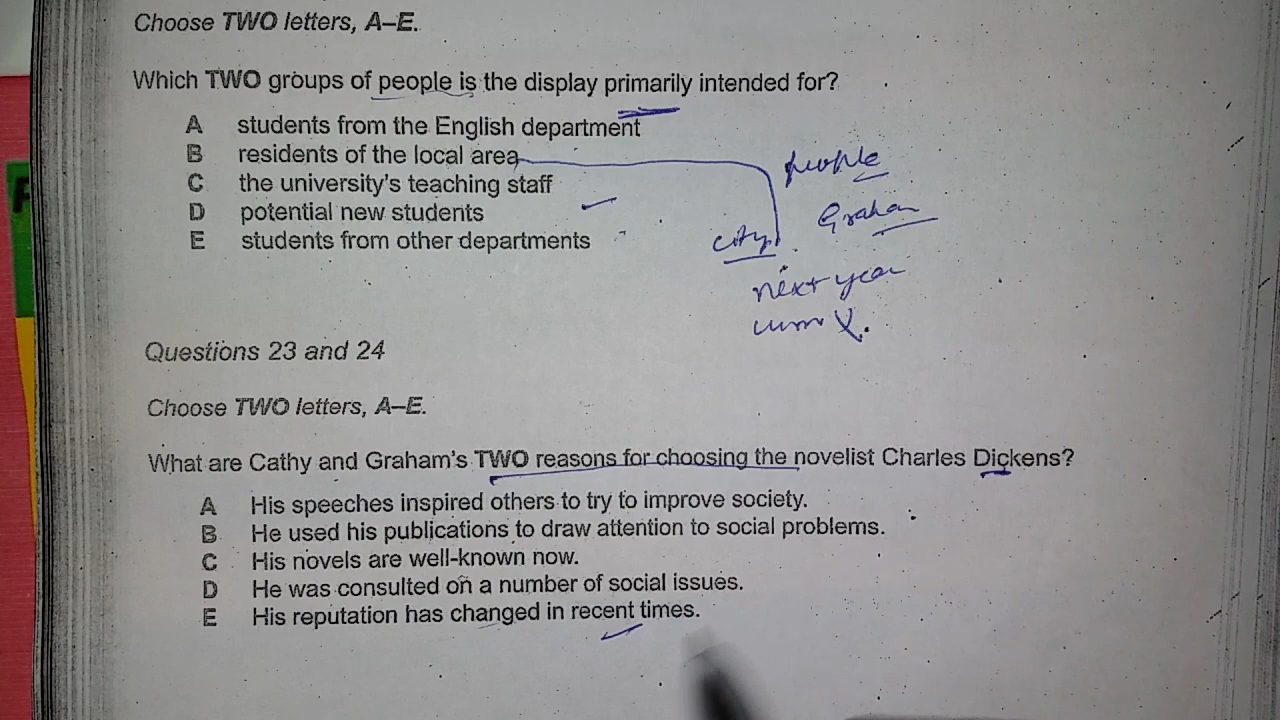 Choose TWO letters, A–E.
Which TWO groups of people is the display primarily intended for?
A students from the English department
B residents of the local area
C the university's teaching staff
D potential new students
E students from other departments
people
Graham
city
next year
Questions 23 and 24
Choose TWO letters, A–E.
What are Cathy and Graham's TWO reasons for choosing the novelist Charles Dickens?
A His speeches inspired others to try to improve society.
B He used his publications to draw attention to social problems.
C His novels are well-known now.
D He was consulted on a number of social issues.
E His reputation has changed in recent times.